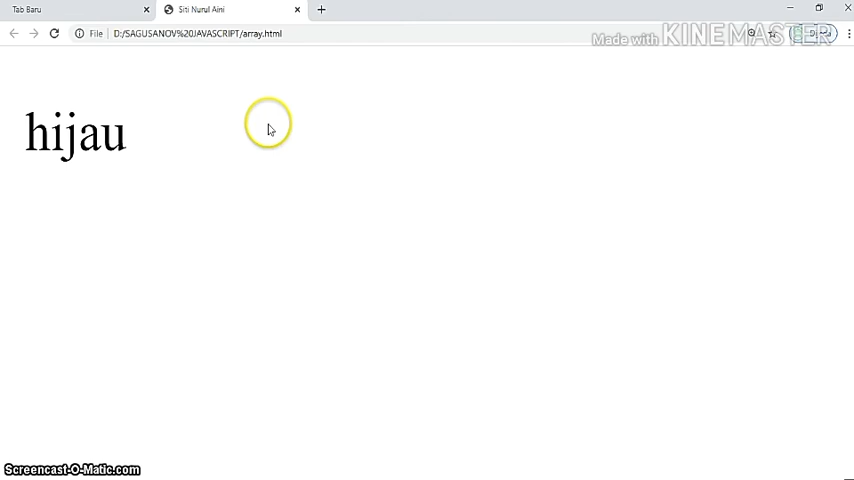 Tab Baru
Siti Nurul Aini
File
D:/SAGUSANOV%20JAVASCRIPT/array.html
Made with KINEMASTER
hijau
Screencast-O-Matic.com